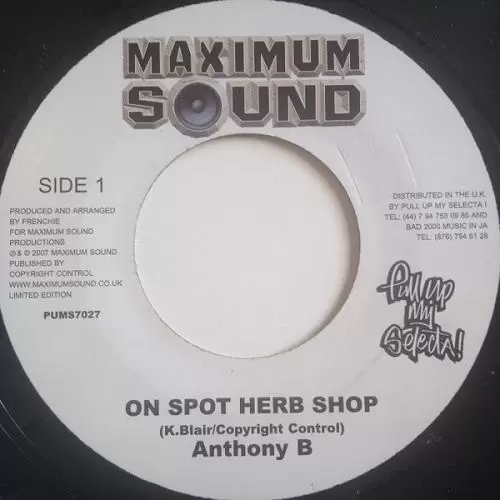 MAXIMUM
SOUND
SIDE 1
PRODUCED AND ARRANGED
BY FRENCHIE
FOR MAXIMUM SOUND
PRODUCTIONS
℗& © 2007 MAXIMUM SOUND
PUBLISHED BY
COPYRIGHT CONTROL
WWW.MAXIMUMSOUND.CO.UK
LIMITED EDITION
PUMS7027
DISTRIBUTED IN THE U.K.
BY PULL UP MY SELECTA !
TEL: (44) 7 94 753 09 85 AND
BAD 2000 MUSIC IN JA
TEL: (876) 754 61 28
Pull up
my
Selecta!
ON SPOT HERB SHOP
(K.Blair/Copyright Control)
Anthony B